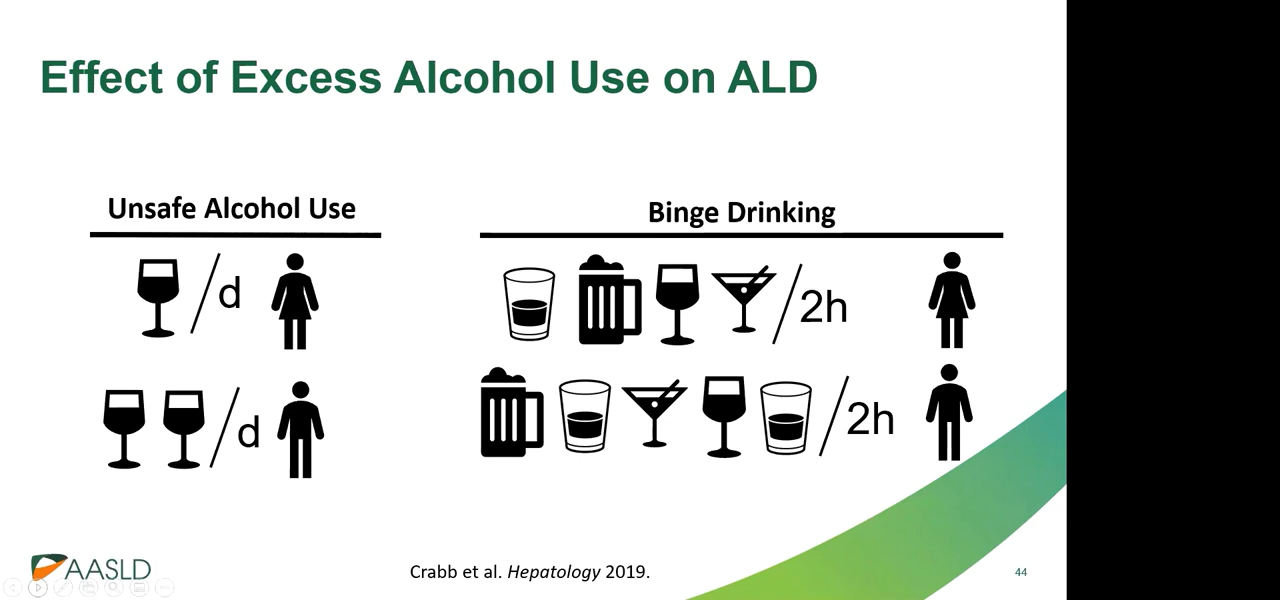 Effect of Excess Alcohol Use on ALD
Unsafe Alcohol Use
/d
/d
Binge Drinking
/2h
/2h
AASLD
Crabb et al. Hepatology 2019.
44